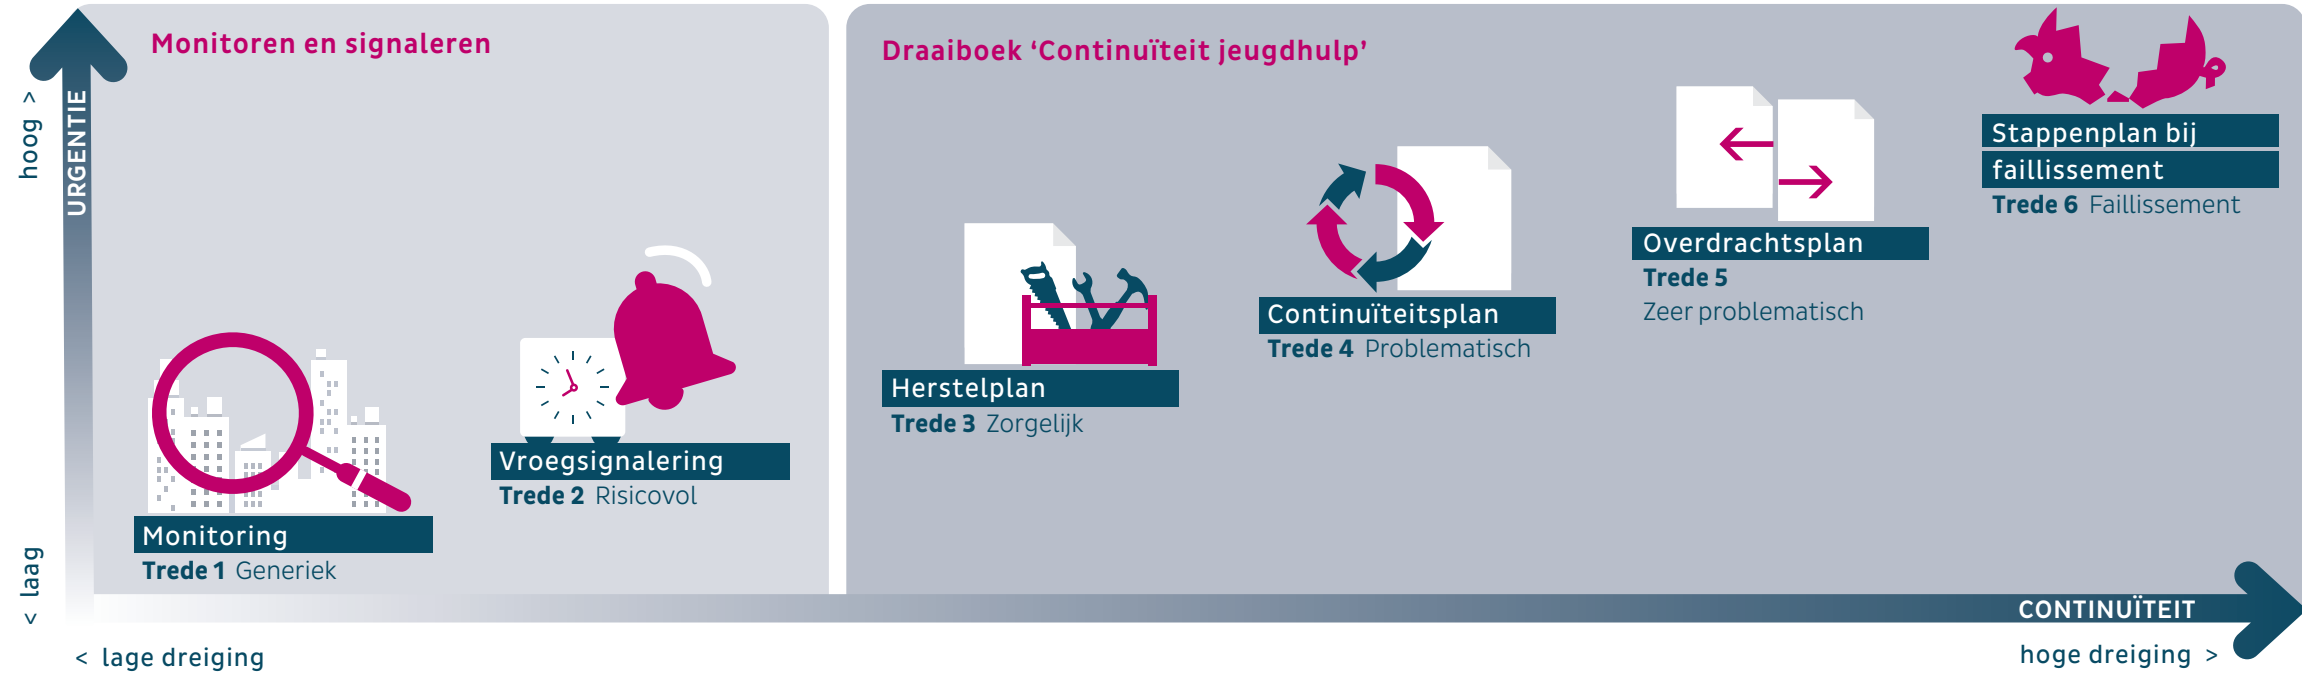 Monitoren en signaleren
Draaiboek ‘Continuïteit jeugdhulp’
hoog >
URGENTIE
< laag
Monitoring
Trede 1 Generiek
Vroegsignalering
Trede 2 Risicovol
Herstelplan
Trede 3 Zorgelijk
Continuïteitsplan
Trede 4 Problematisch
Overdrachtsplan
Trede 5
Zeer problematisch
Stappenplan bij
faillissement
Trede 6 Faillissement
CONTINUÏTEIT
< lage dreiging
hoge dreiging >